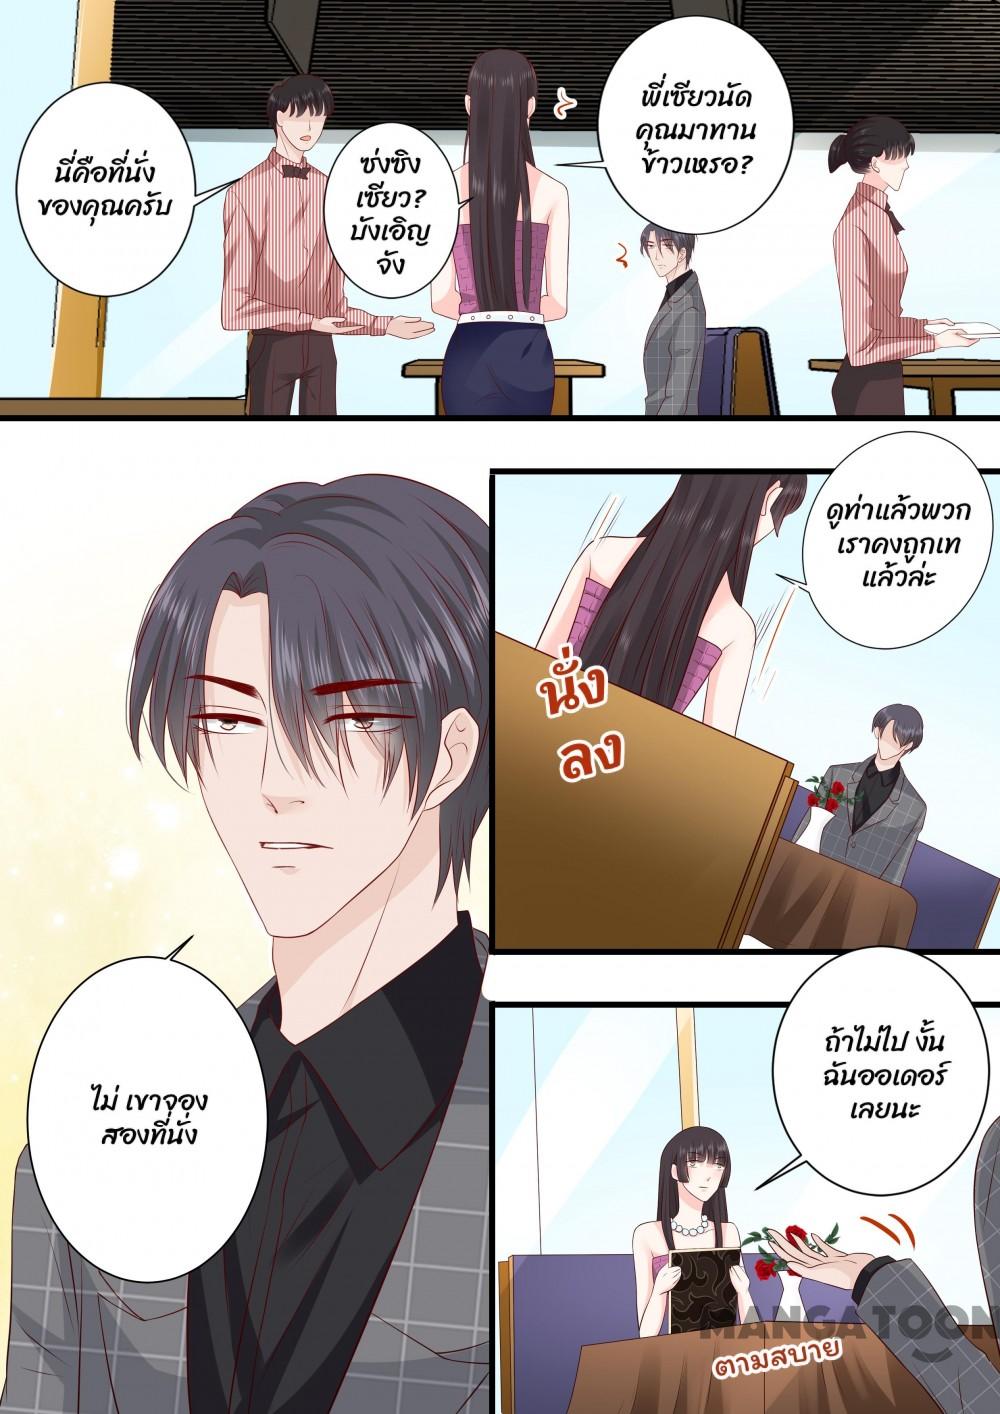 นี่คือที่นั่ง
ของคุณครับ
ซ่งซิง
เซียว?
บังเอิญ
จัง
พี่เซียวนัด
คุณมาทาน
ข้าวเหรอ?
ดูท่าแล้วพวก
เราคงถูกเท
แล้วล่ะ
นั่ง
ลง
ไม่ เขาจอง
สองที่นั่ง
ถ้าไม่ไป งั้น
ฉันออเดอร์
เลยนะ
ตามสบาย
MANGATOON